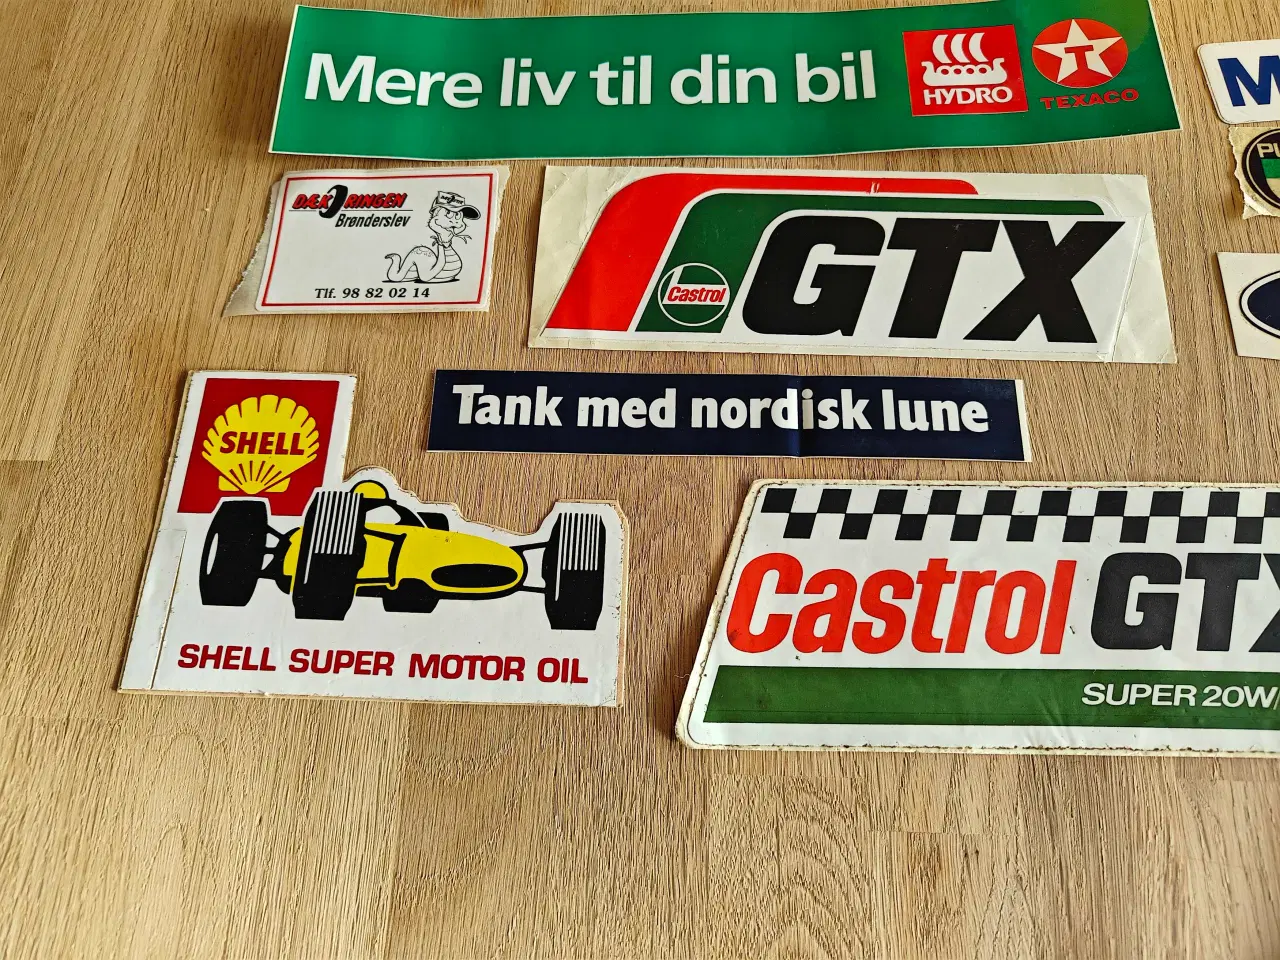 Mere liv til din bil
HYDRO
T
TEXACO
M
DÆK RINGEN
Brønderslev
Tlf. 98 82 02 14
Castrol
GTX
Tank med nordisk lune
SHELL
SHELL SUPER MOTOR OIL
Castrol GTX
SUPER 20W/